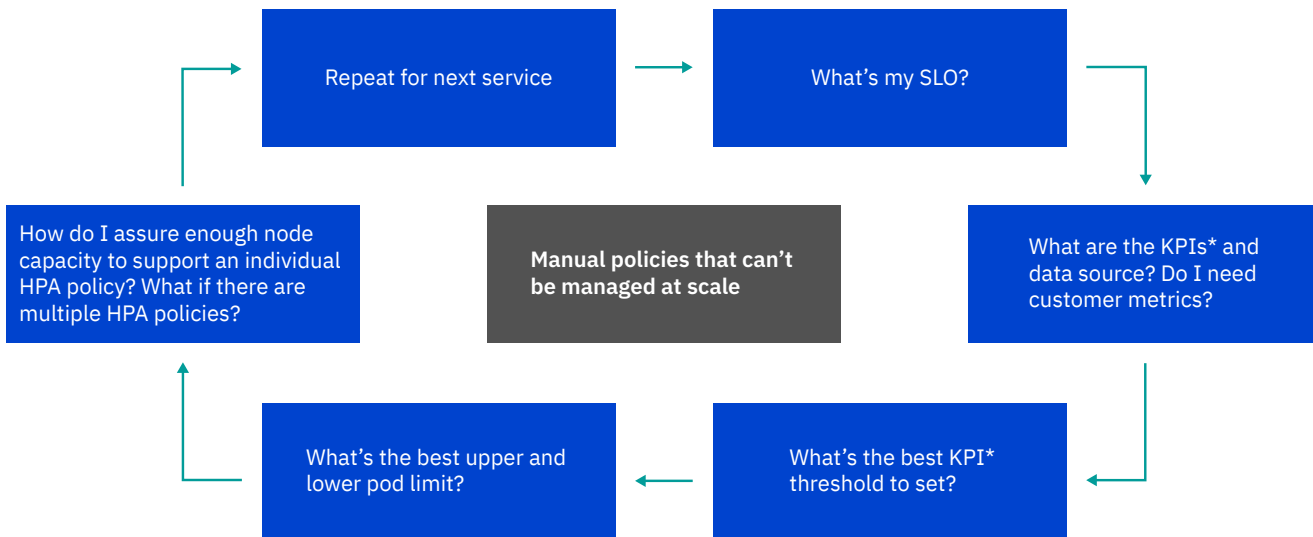 Repeat for next service
What’s my SLO?
How do I assure enough node
capacity to support an individual
HPA policy? What if there are
multiple HPA policies?
Manual policies that can’t
be managed at scale
What are the KPIs* and
data source? Do I need
customer metrics?
What’s the best upper and
lower pod limit?
What’s the best KPI*
threshold to set?